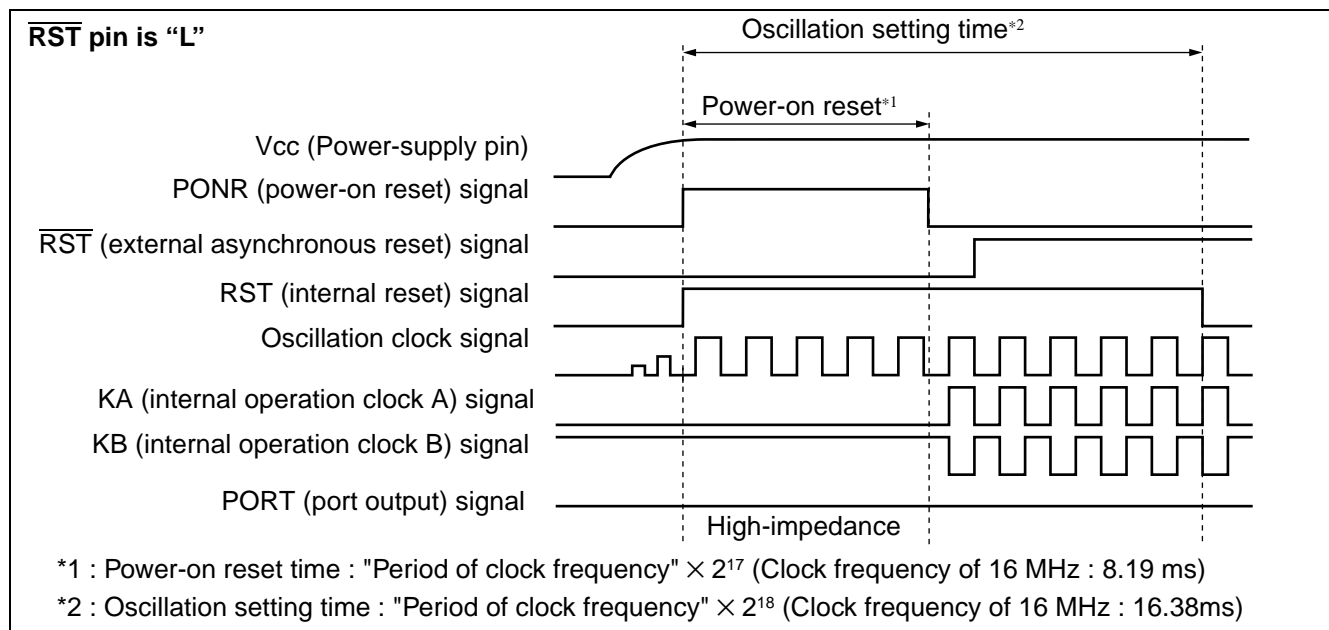 RST pin is “L”
Oscillation setting time*2
Power-on reset*1
Vcc (Power-supply pin)
PONR (power-on reset) signal
RST (external asynchronous reset) signal
RST (internal reset) signal
Oscillation clock signal
KA (internal operation clock A) signal
KB (internal operation clock B) signal
PORT (port output) signal
High-impedance
*1 : Power-on reset time : "Period of clock frequency" × 2¹⁷ (Clock frequency of 16 MHz : 8.19 ms)
*2 : Oscillation setting time : "Period of clock frequency" × 2¹⁸ (Clock frequency of 16 MHz : 16.38ms)